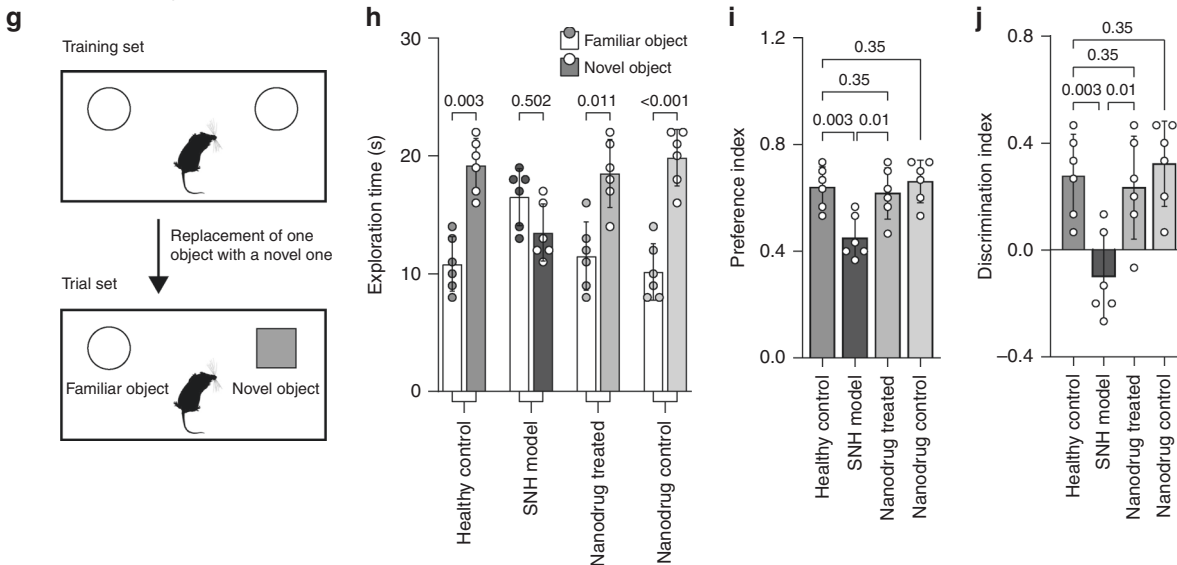 g
Training set
Replacement of one
object with a novel one
Trial set
Familiar object
Novel object
h
Familiar object
Novel object
Exploration time (s)
30
20
10
0
0.003
0.502
0.011
<0.001
Healthy control
SNH model
Nanodrug treated
Nanodrug control
i
Preference index
1.2
0.8
0.4
0.0
0.35
0.35
0.003
0.01
Healthy control
SNH model
Nanodrug treated
Nanodrug control
j
Discrimination index
0.8
0.4
0.0
−0.4
0.35
0.35
0.003
0.01
Healthy control
SNH model
Nanodrug treated
Nanodrug control